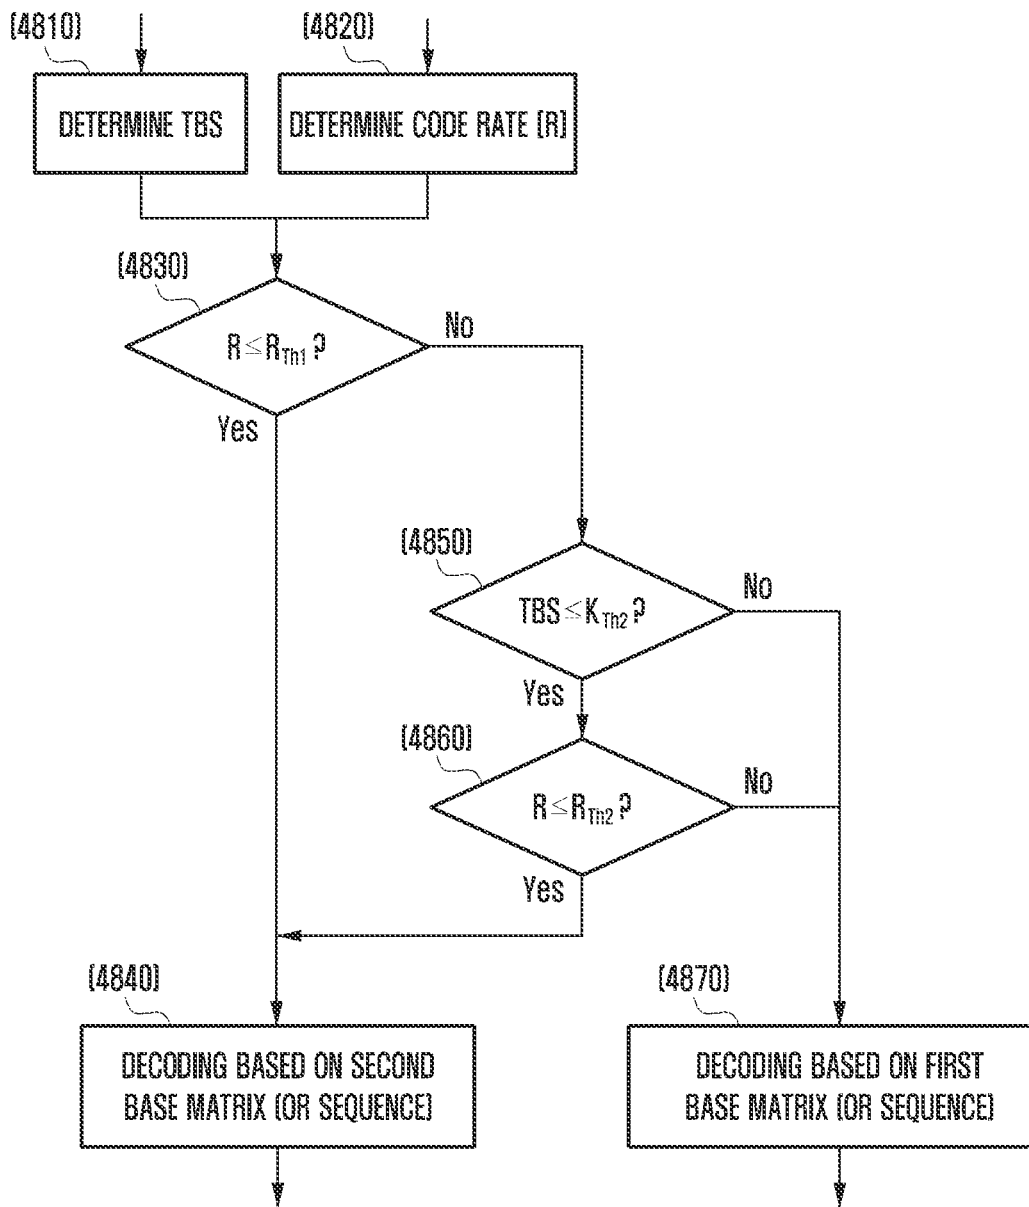 (4810)
(4820)
DETERMINE TBS
DETERMINE CODE RATE (R)
(4830)
R≤R_Th1 ?
No
Yes
(4850)
TBS≤K_Th2 ?
No
Yes
(4860)
R≤R_Th2 ?
No
Yes
(4840)
(4870)
DECODING BASED ON SECOND
BASE MATRIX (OR SEQUENCE)
DECODING BASED ON FIRST
BASE MATRIX (OR SEQUENCE)